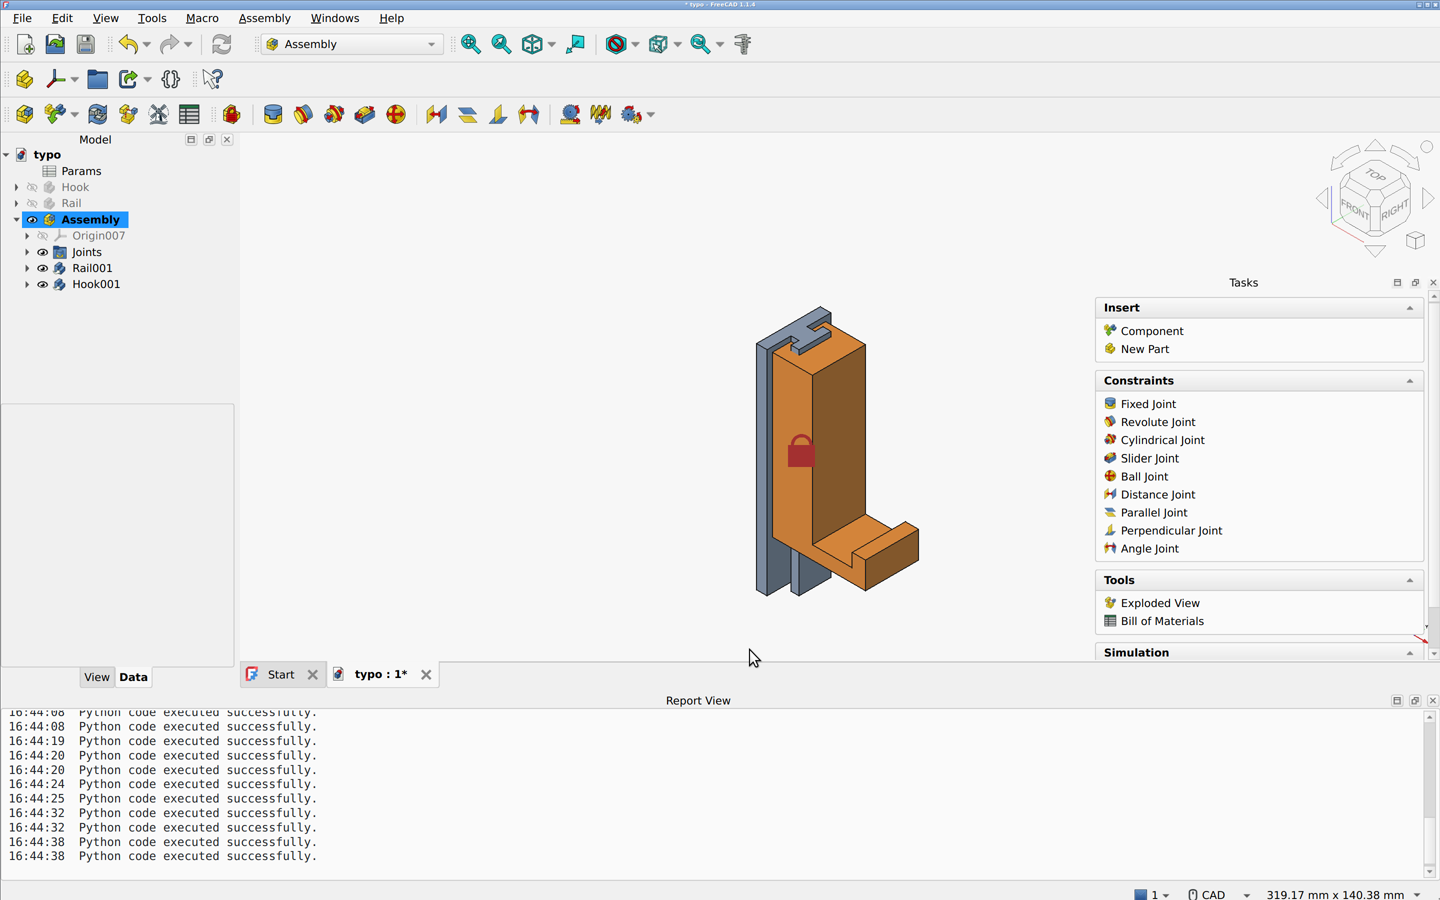 * typo - FreeCAD 1.1.4
File Edit View Tools Macro Assembly Windows Help
Assembly
Model
typo
Params
Hook
Rail
Assembly
Origin007
Joints
Rail001
Hook001
TOP
FRONT
RIGHT
Tasks
Insert
Component
New Part
Constraints
Fixed Joint
Revolute Joint
Cylindrical Joint
Slider Joint
Ball Joint
Distance Joint
Parallel Joint
Perpendicular Joint
Angle Joint
Tools
Exploded View
Bill of Materials
Simulation
View Data
Start
typo : 1*
Report View
16:44:08 Python code executed successfully.
16:44:08 Python code executed successfully.
16:44:19 Python code executed successfully.
16:44:20 Python code executed successfully.
16:44:20 Python code executed successfully.
16:44:24 Python code executed successfully.
16:44:25 Python code executed successfully.
16:44:32 Python code executed successfully.
16:44:32 Python code executed successfully.
16:44:38 Python code executed successfully.
16:44:38 Python code executed successfully.
1 CAD 319.17 mm x 140.38 mm